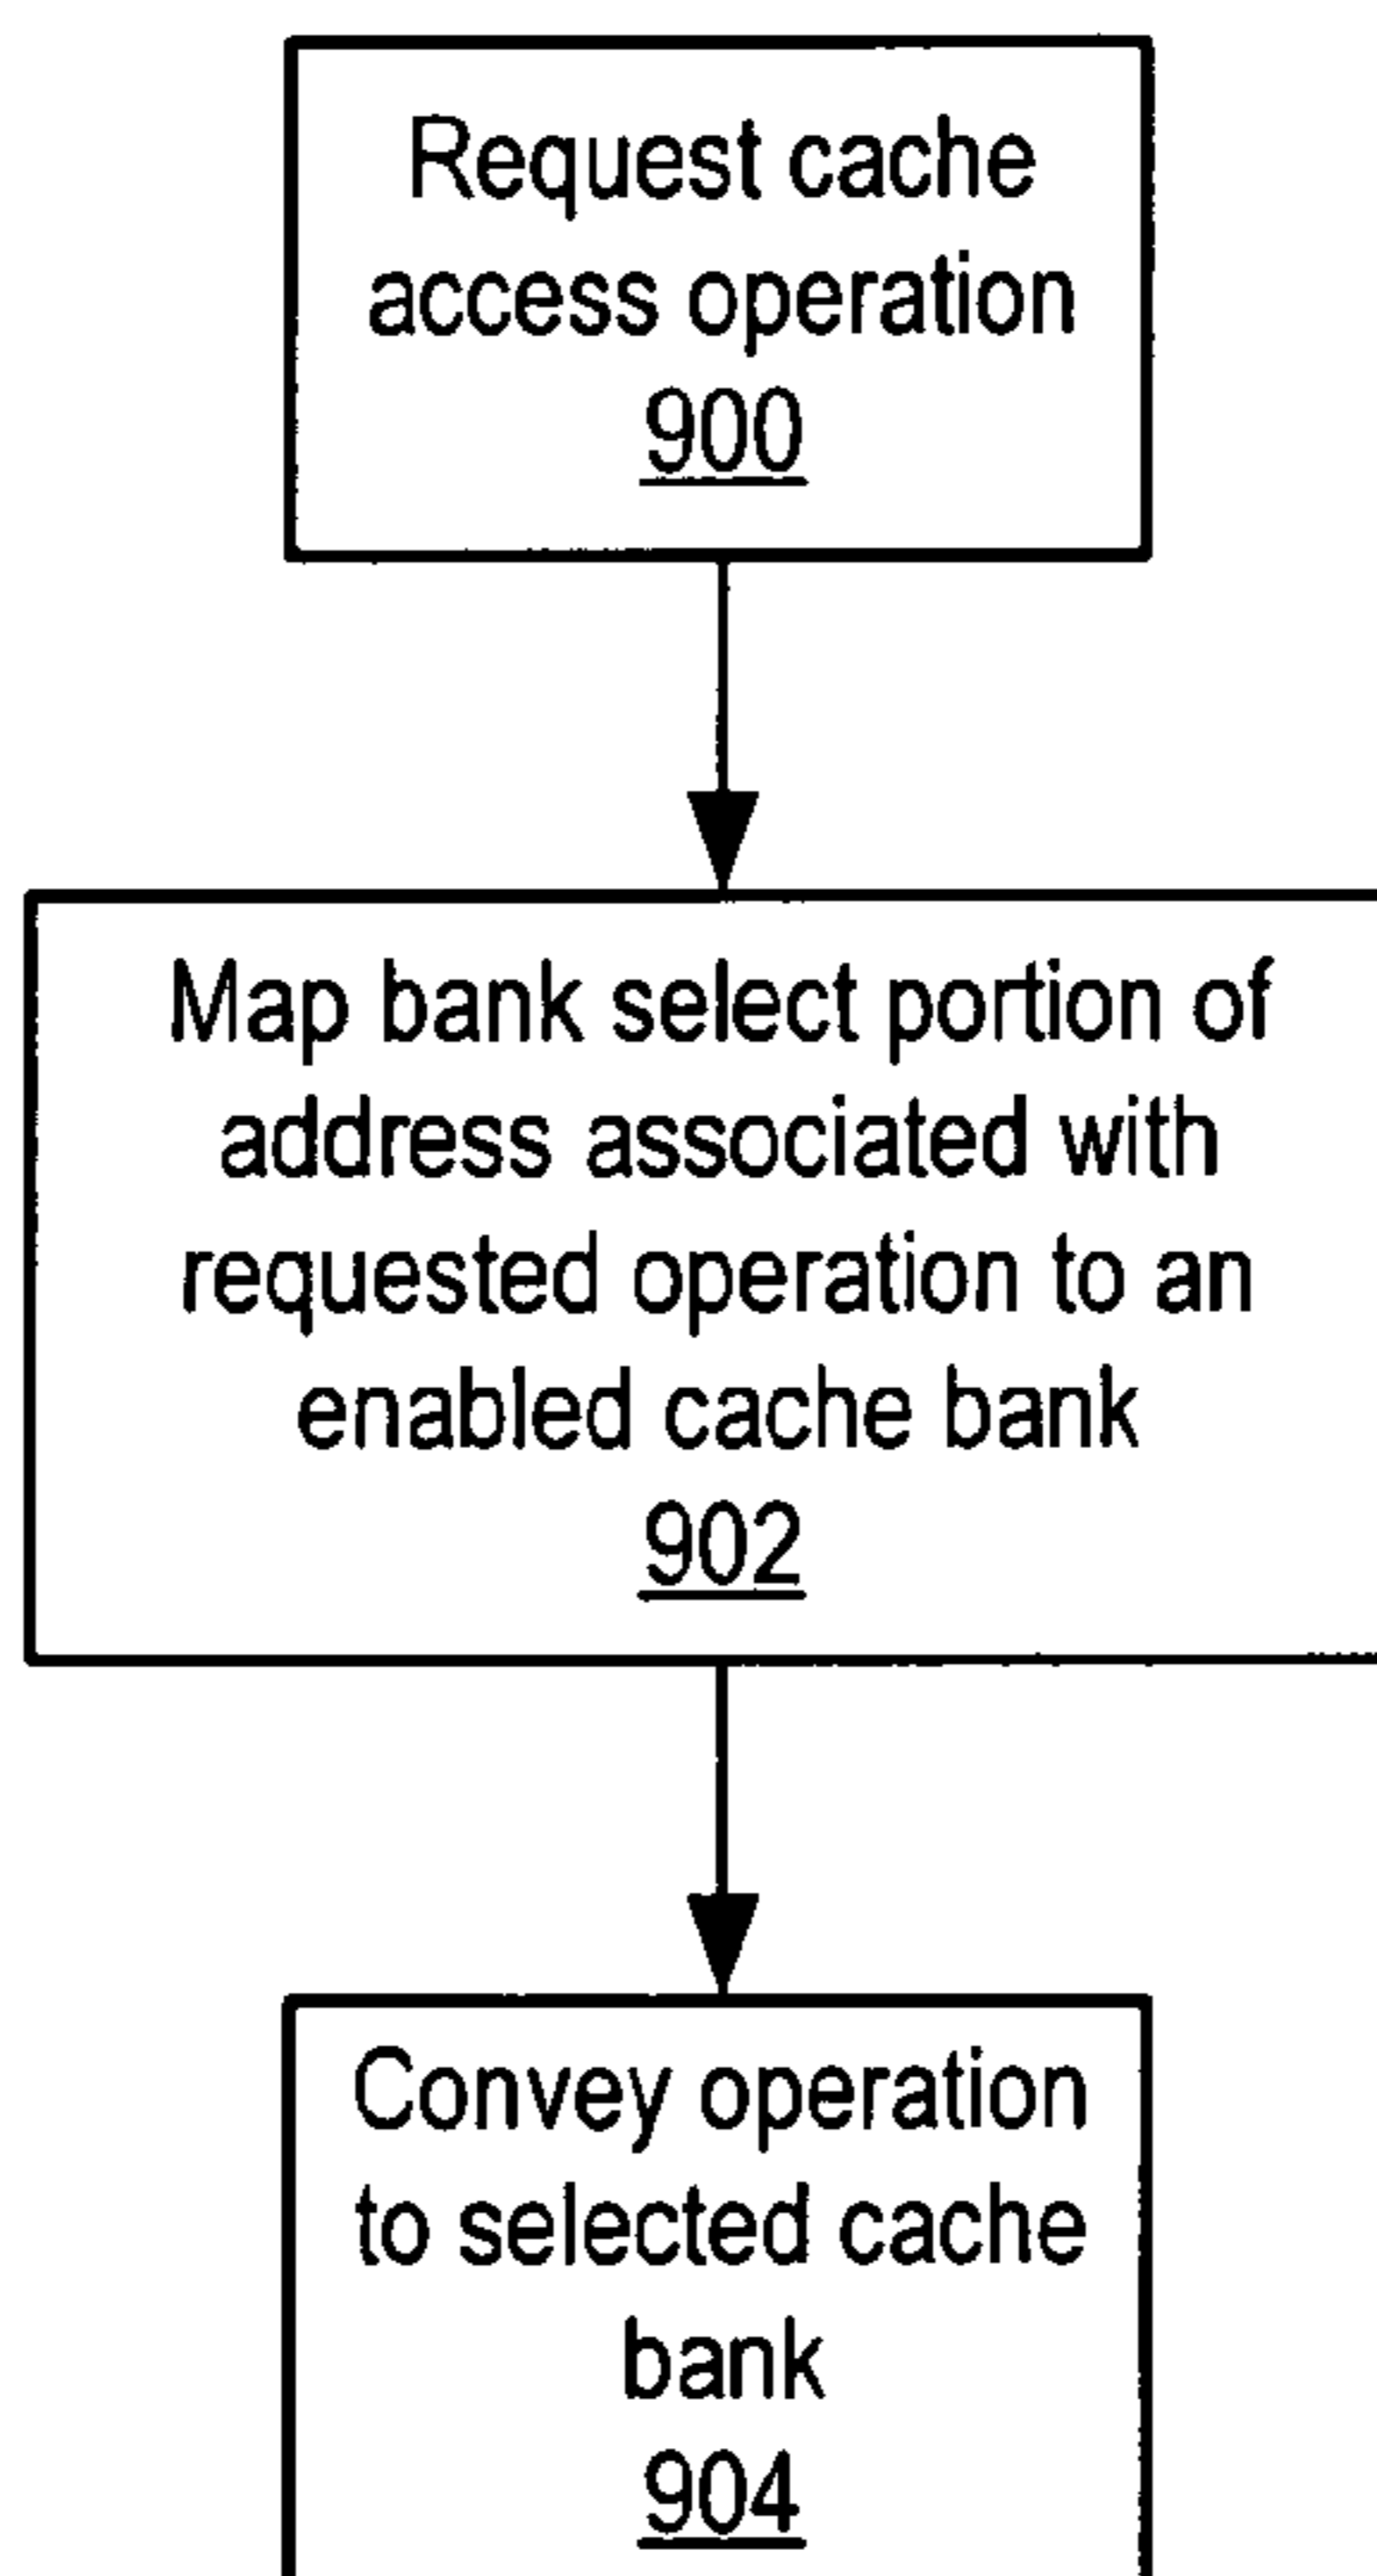 Request cache
access operation
900
Map bank select portion of
address associated with
requested operation to an
enabled cache bank
902
Convey operation
to selected cache
bank
904